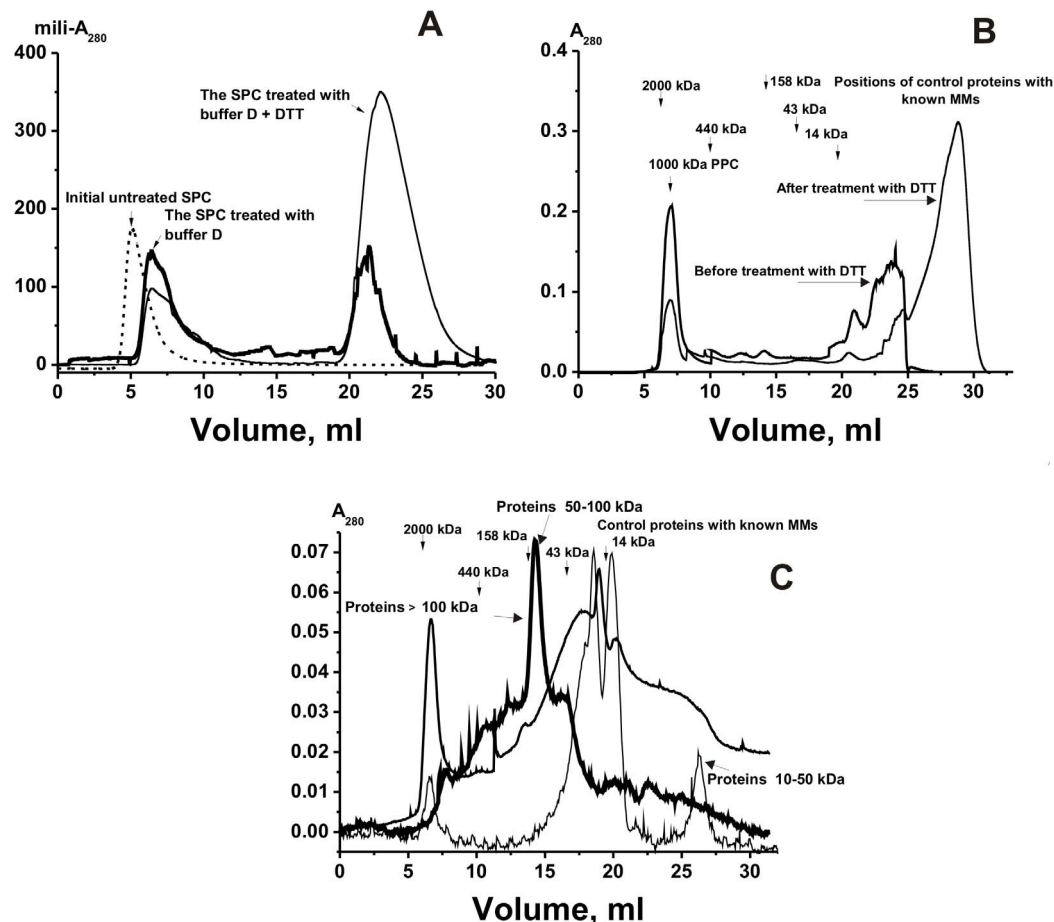 mili-A280
A
400
300
200
100
0
The SPC treated with
buffer D + DTT
Initial untreated SPC
The SPC treated with
buffer D
0 5 10 15 20 25 30
Volume, ml
A280
B
0.4
0.3
0.2
0.1
0.0
2000 kDa
158 kDa
Positions of control proteins with
known MMs
440 kDa
43 kDa
14 kDa
1000 kDa PPC
After treatment with DTT
Before treatment with DTT
0 5 10 15 20 25 30
Volume, ml
A280
C
0.07
0.06
0.05
0.04
0.03
0.02
0.01
0.00
Proteins 50-100 kDa
2000 kDa
Control proteins with known MMs
158 kDa
43 kDa
14 kDa
440 kDa
Proteins > 100 kDa
Proteins 10-50 kDa
0 5 10 15 20 25 30
Volume, ml